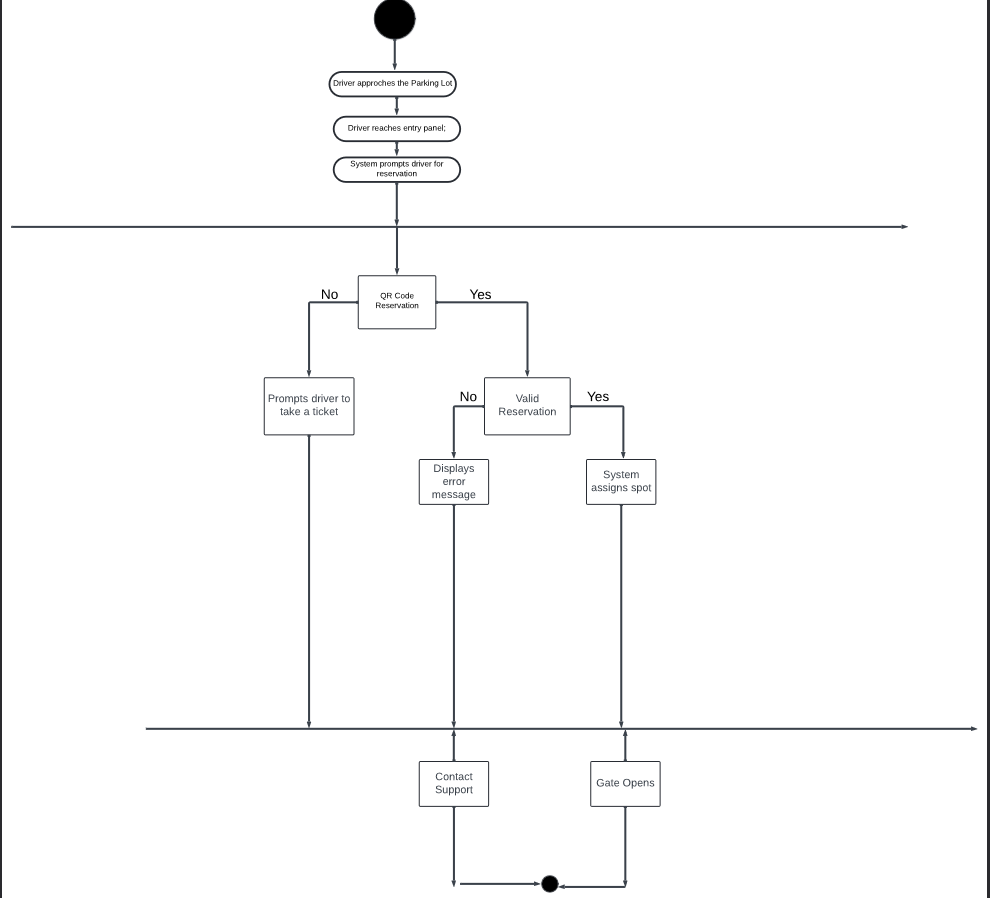 Driver approches the Parking Lot
Driver reaches entry panel;
System prompts driver for
reservation
No
QR Code
Reservation
Yes
Prompts driver to
take a ticket
No
Valid
Reservation
Yes
Displays
error
message
System
assigns spot
Contact
Support
Gate Opens